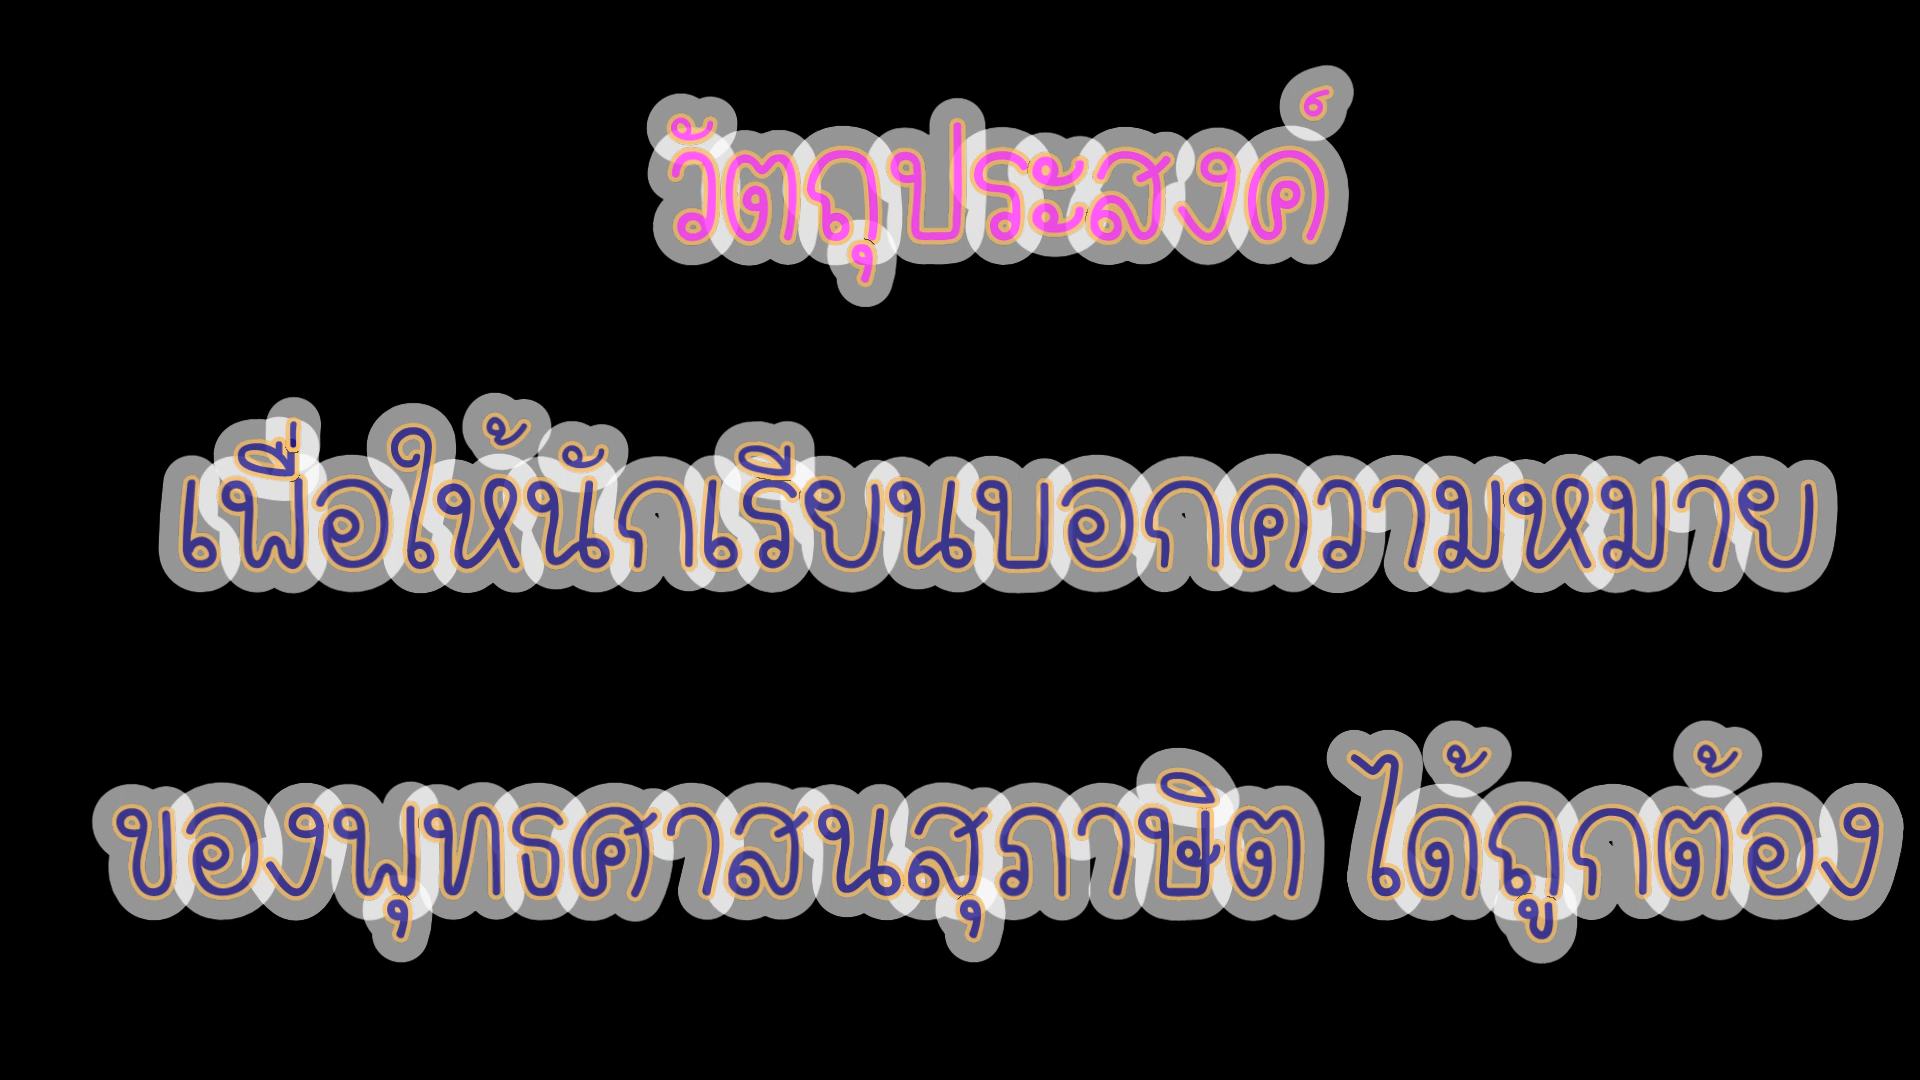 วัตถุประสงค์
เพื่อให้นักเรียนบอกความหมาย
ของพุทธศาสนสุภาษิต ได้ถูกต้อง